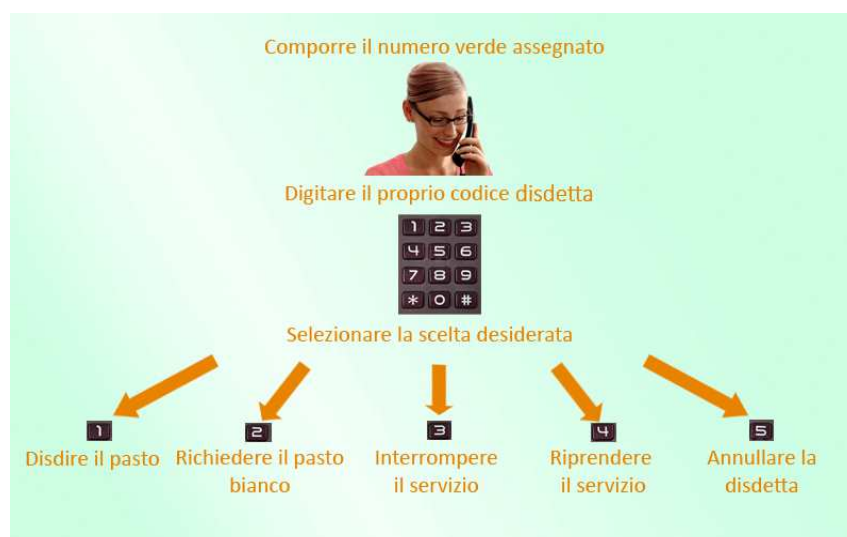 Comporre il numero verde assegnato
Digitare il proprio codice disdetta
1 2 3
4 5 6
7 8 9
* 0 #
Selezionare la scelta desiderata
1
Disdire il pasto
2
Richiedere il pasto
bianco
3
Interrompere
il servizio
4
Riprendere
il servizio
5
Annullare la
disdetta